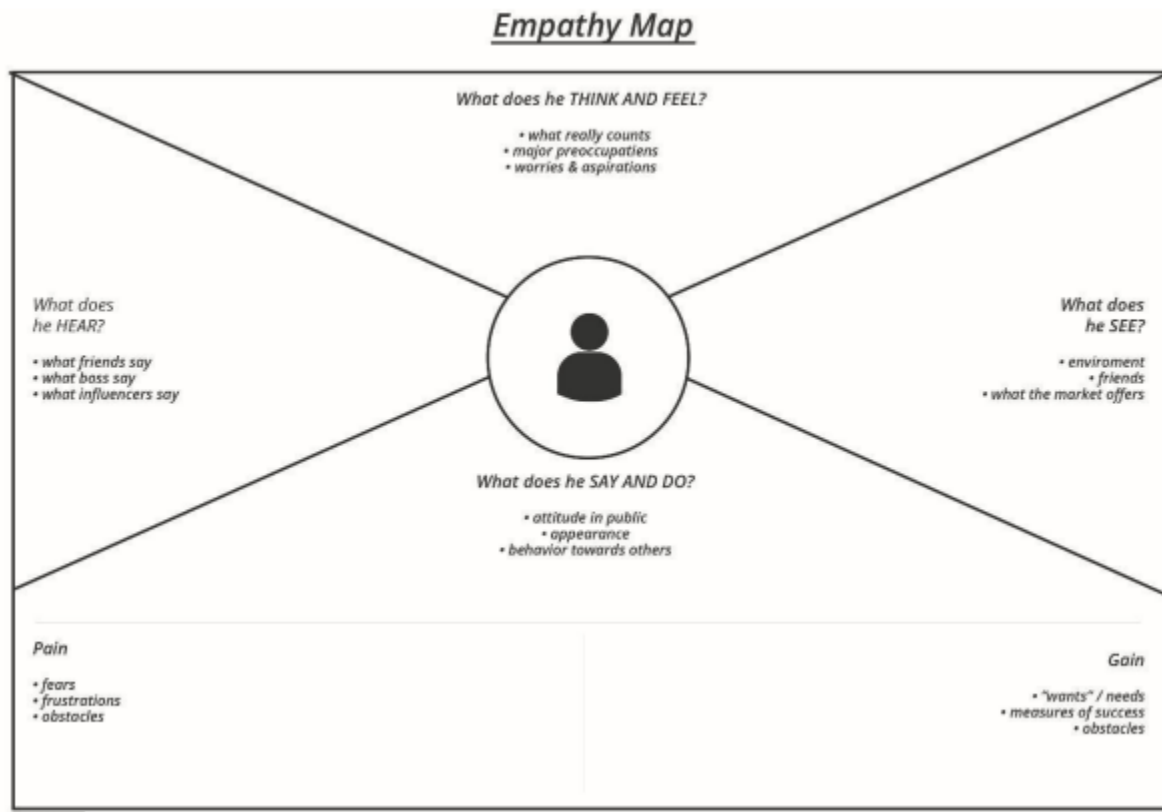 Empathy Map
What does he THINK AND FEEL?
• what really counts
• major preoccupatiens
• worries & aspirations
What does
he HEAR?
• what friends say
• what boss say
• what influencers say
What does
he SEE?
• enviroment
• friends
• what the market offers
What does he SAY AND DO?
• attitude in public
• appearance
• behavior towards others
Pain
• fears
• frustrations
• obstacles
Gain
• "wants" / needs
• measures of success
• obstacles